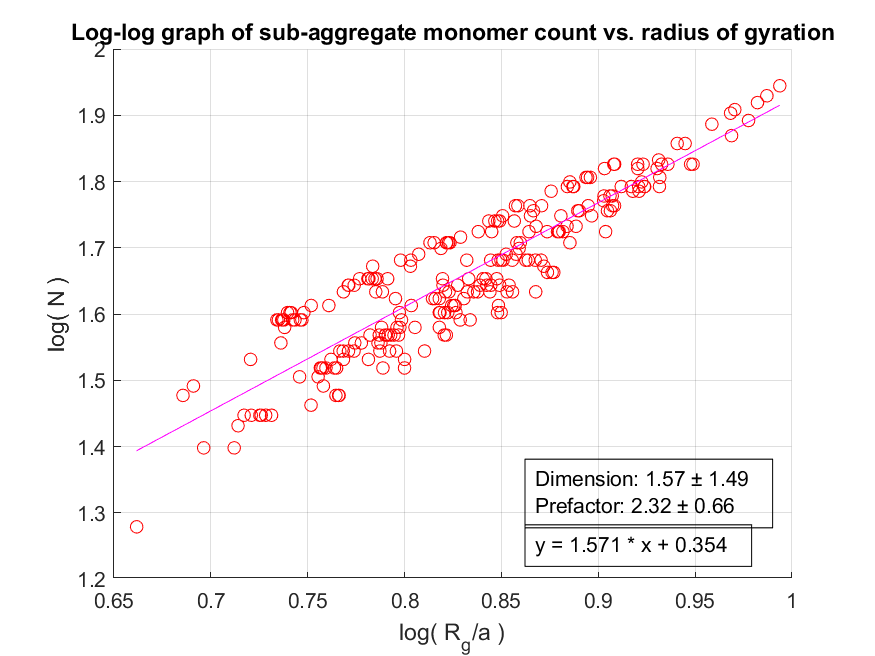 Log-log graph of sub-aggregate monomer count vs. radius of gyration
2
1.9
1.8
1.7
1.6
1.5
1.4
1.3
1.2
log( N )
Dimension: 1.57 ± 1.49
Prefactor: 2.32 ± 0.66
y = 1.571 * x + 0.354
0.65 0.7 0.75 0.8 0.85 0.9 0.95 1
log( Rg/a )